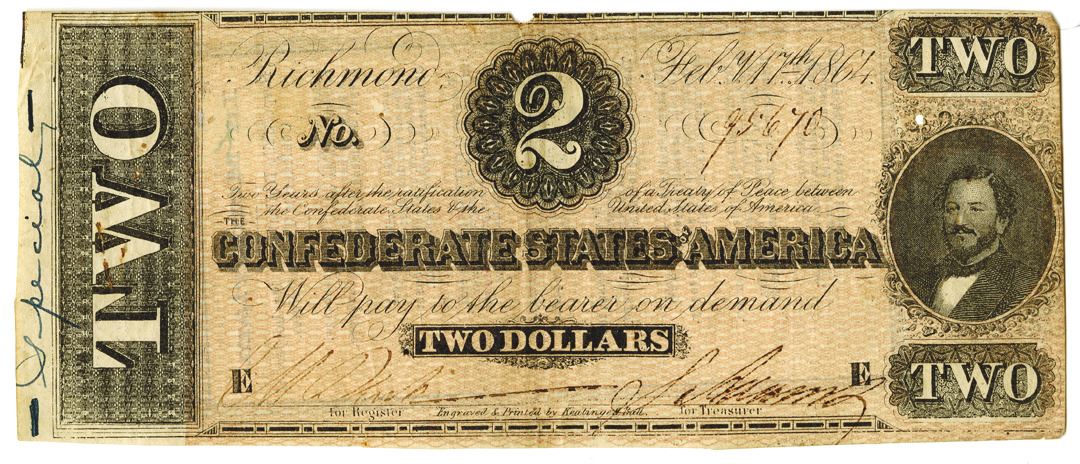 Special
TWO
Richmond, Feby. 17th 1864.
2
TWO
No. 95670
Two Years after the ratification of a Treaty of Peace between
the Confederate States & the United States of America
THE
CONFEDERATE STATES OF AMERICA
Will pay to the bearer on demand
TWO DOLLARS
E E
TWO
for Register Engraved & Printed by Keatinge & Ball. for Treasurer